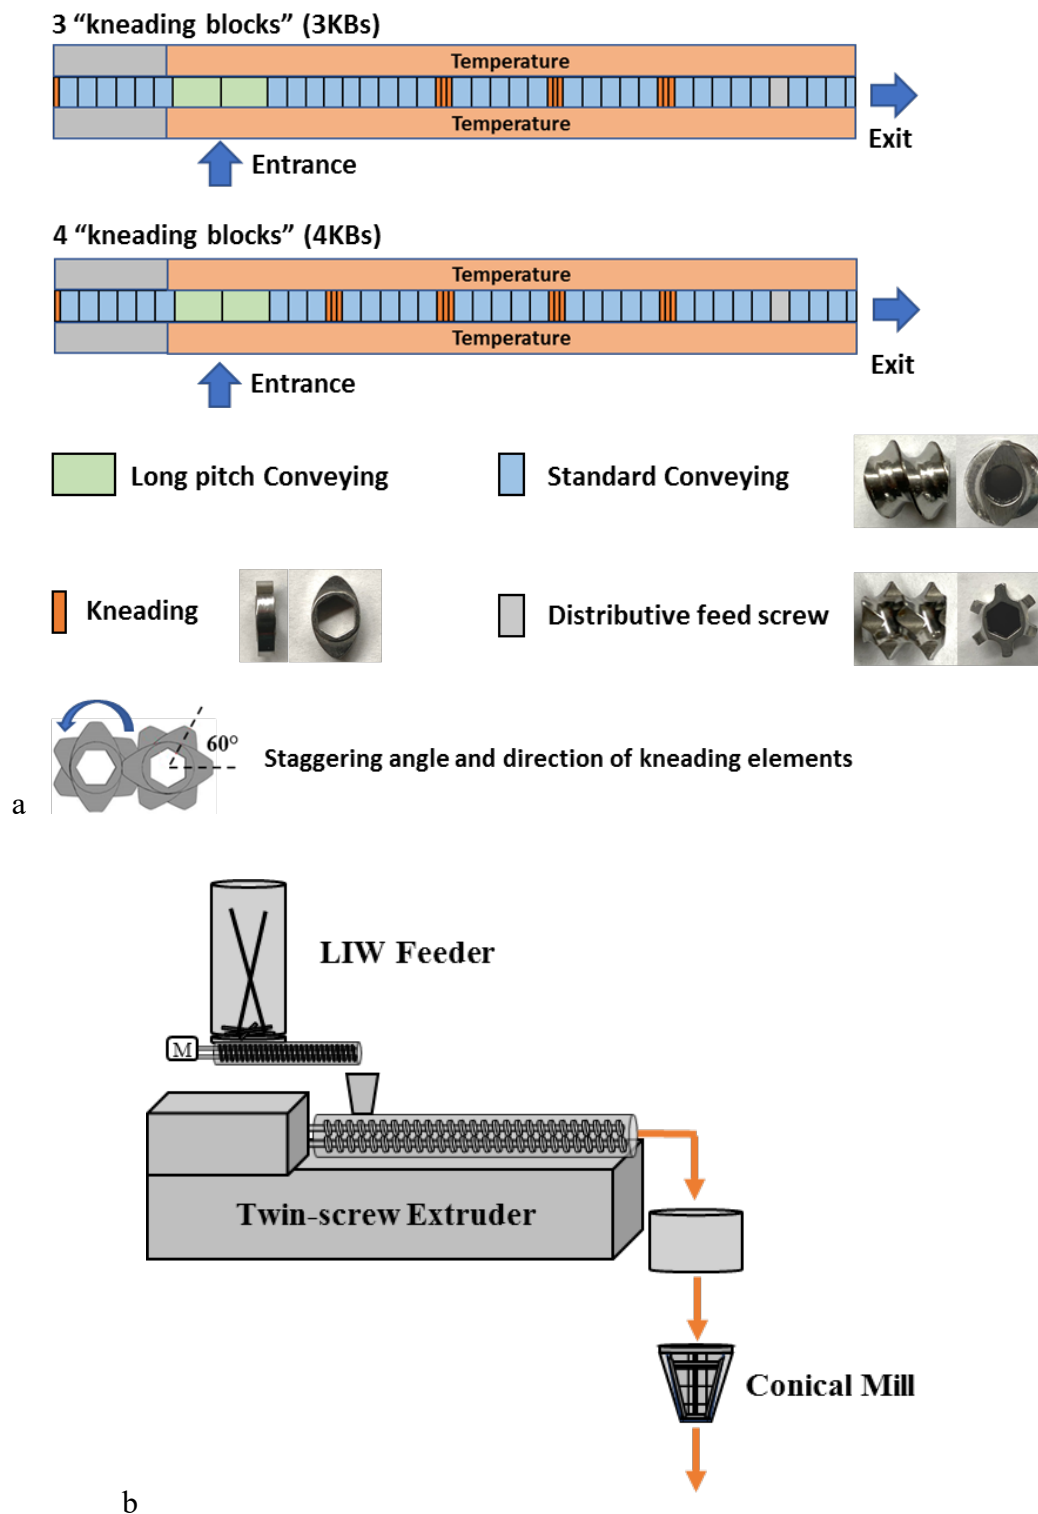 3 “kneading blocks” (3KBs)
Temperature
Temperature
Exit
Entrance
4 “kneading blocks” (4KBs)
Temperature
Temperature
Exit
Entrance
Long pitch Conveying
Standard Conveying
Kneading
Distributive feed screw
60°
Staggering angle and direction of kneading elements
a
LIW Feeder
M
Twin-screw Extruder
Conical Mill
b